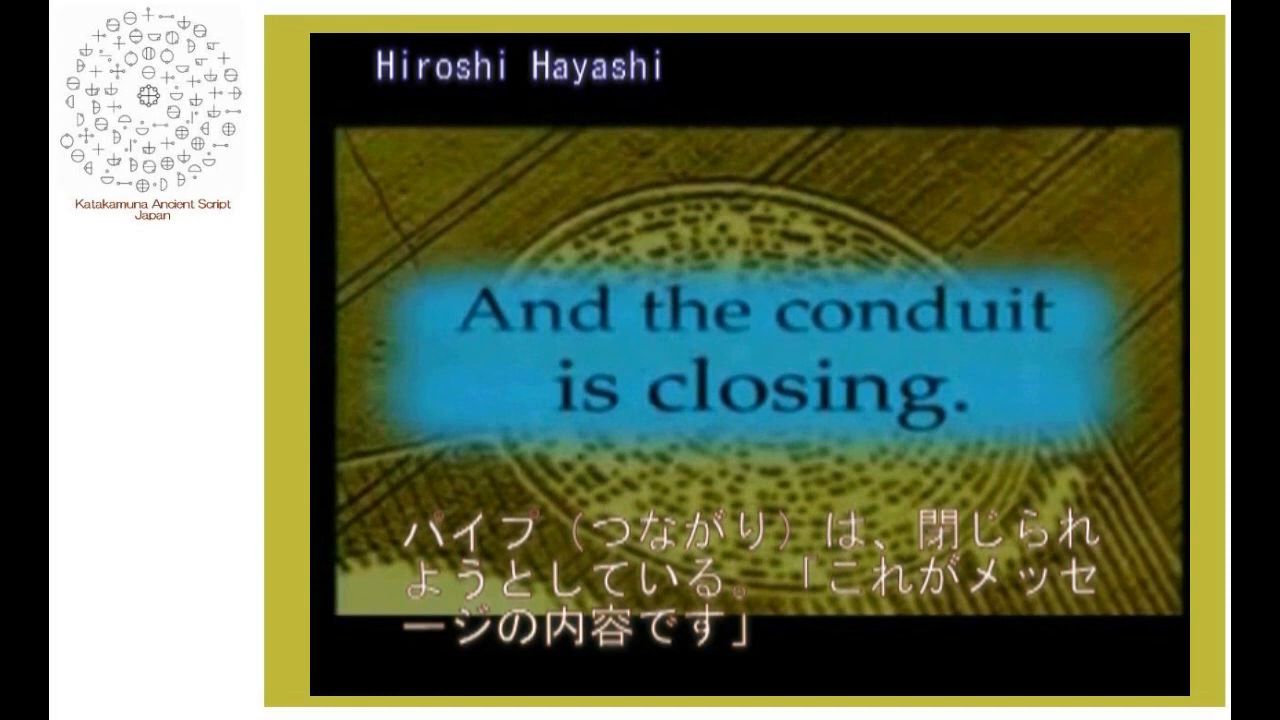 Katakamuna Ancient Script
Japan
Hiroshi Hayashi
And the conduit
is closing.
パイプ（つながり）は、閉じられ
ようとしている。「これがメッセ
ージの内容です」